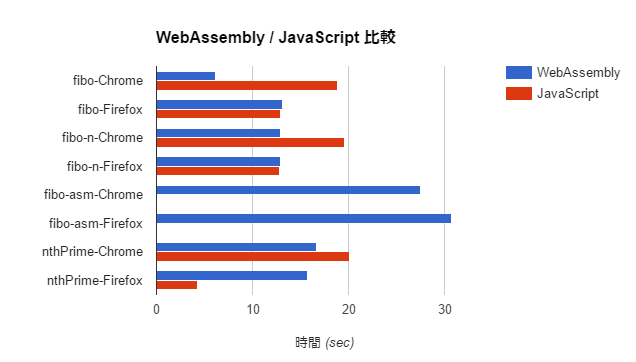 WebAssembly / JavaScript 比較
WebAssembly
JavaScript
fibo-Chrome
fibo-Firefox
fibo-n-Chrome
fibo-n-Firefox
fibo-asm-Chrome
fibo-asm-Firefox
nthPrime-Chrome
nthPrime-Firefox
0 10 20 30
時間 (sec)